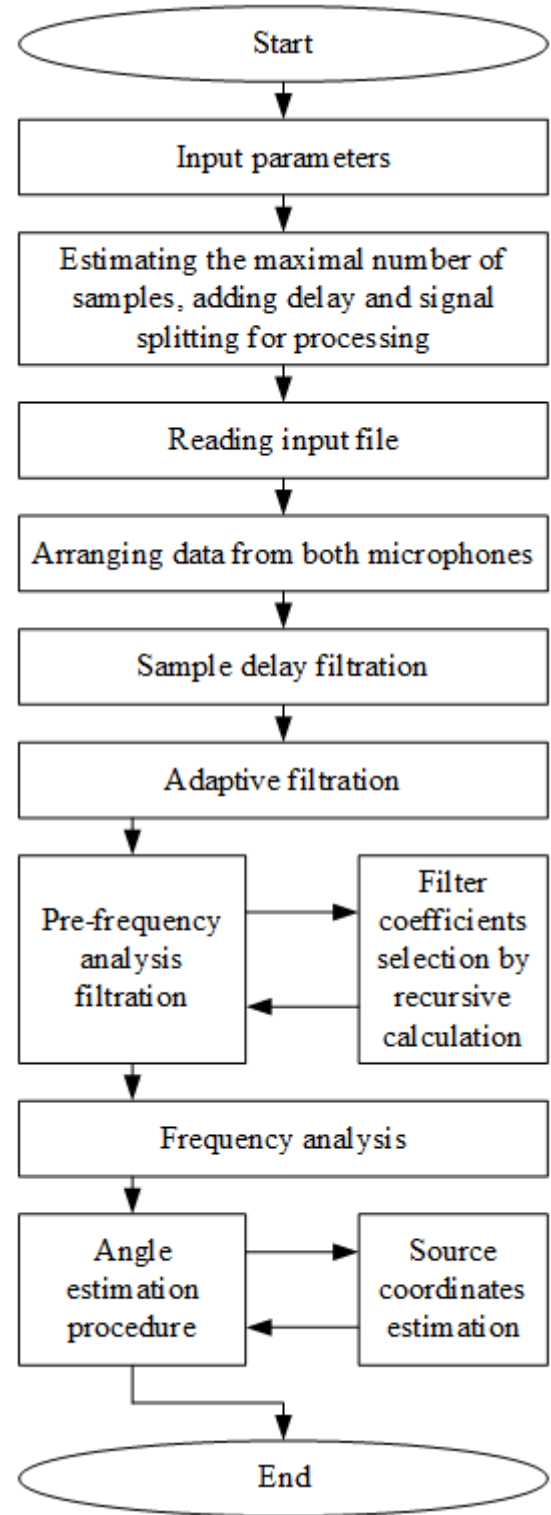 Start
Input parameters
Estimating the maximal number of
samples, adding delay and signal
splitting for processing
Reading input file
Arranging data from both microphones
Sample delay filtration
Adaptive filtration
Pre-frequency
analysis
filtration
Filter
coefficients
selection by
recursive
calculation
Frequency analysis
Angle
estimation
procedure
Source
coordinates
estimation
End